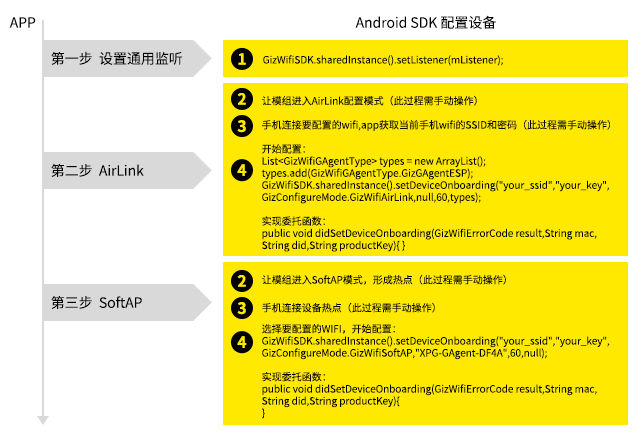 APP
Android SDK 配置设备
第一步 设置通用监听
1 GizWifiSDK.sharedInstance().setListener(mListener);
第二步 AirLink
2 让模组进入AirLink配置模式（此过程需手动操作）
3 手机连接要配置的wifi,app获取当前手机wifi的SSID和密码（此过程需手动操作）
4 开始配置：
List<GizWifiGAgentType> types = new ArrayList();
types.add(GizWifiGAgentType.GizGAgentESP);
GizWifiSDK.sharedInstance().setDeviceOnboarding("your_ssid","your_key",
GizConfigureMode.GizWifiAirLink,null,60,types);
实现委托函数：
public void didSetDeviceOnboarding(GizWifiErrorCode result,String mac,
String did,String productKey){ }
第三步 SoftAP
2 让模组进入SoftAP模式，形成热点（此过程需手动操作）
3 手机连接设备热点（此过程需手动操作）
4 选择要配置的WIFI，开始配置：
GizWifiSDK.sharedInstance().setDeviceOnboarding("your_ssid","your_key",
GizConfigureMode.GizWifiSoftAP,"XPG-GAgent-DF4A",60,null);
实现委托函数：
public void didSetDeviceOnboarding(GizWifiErrorCode result,String mac,
String did,String productKey){
}